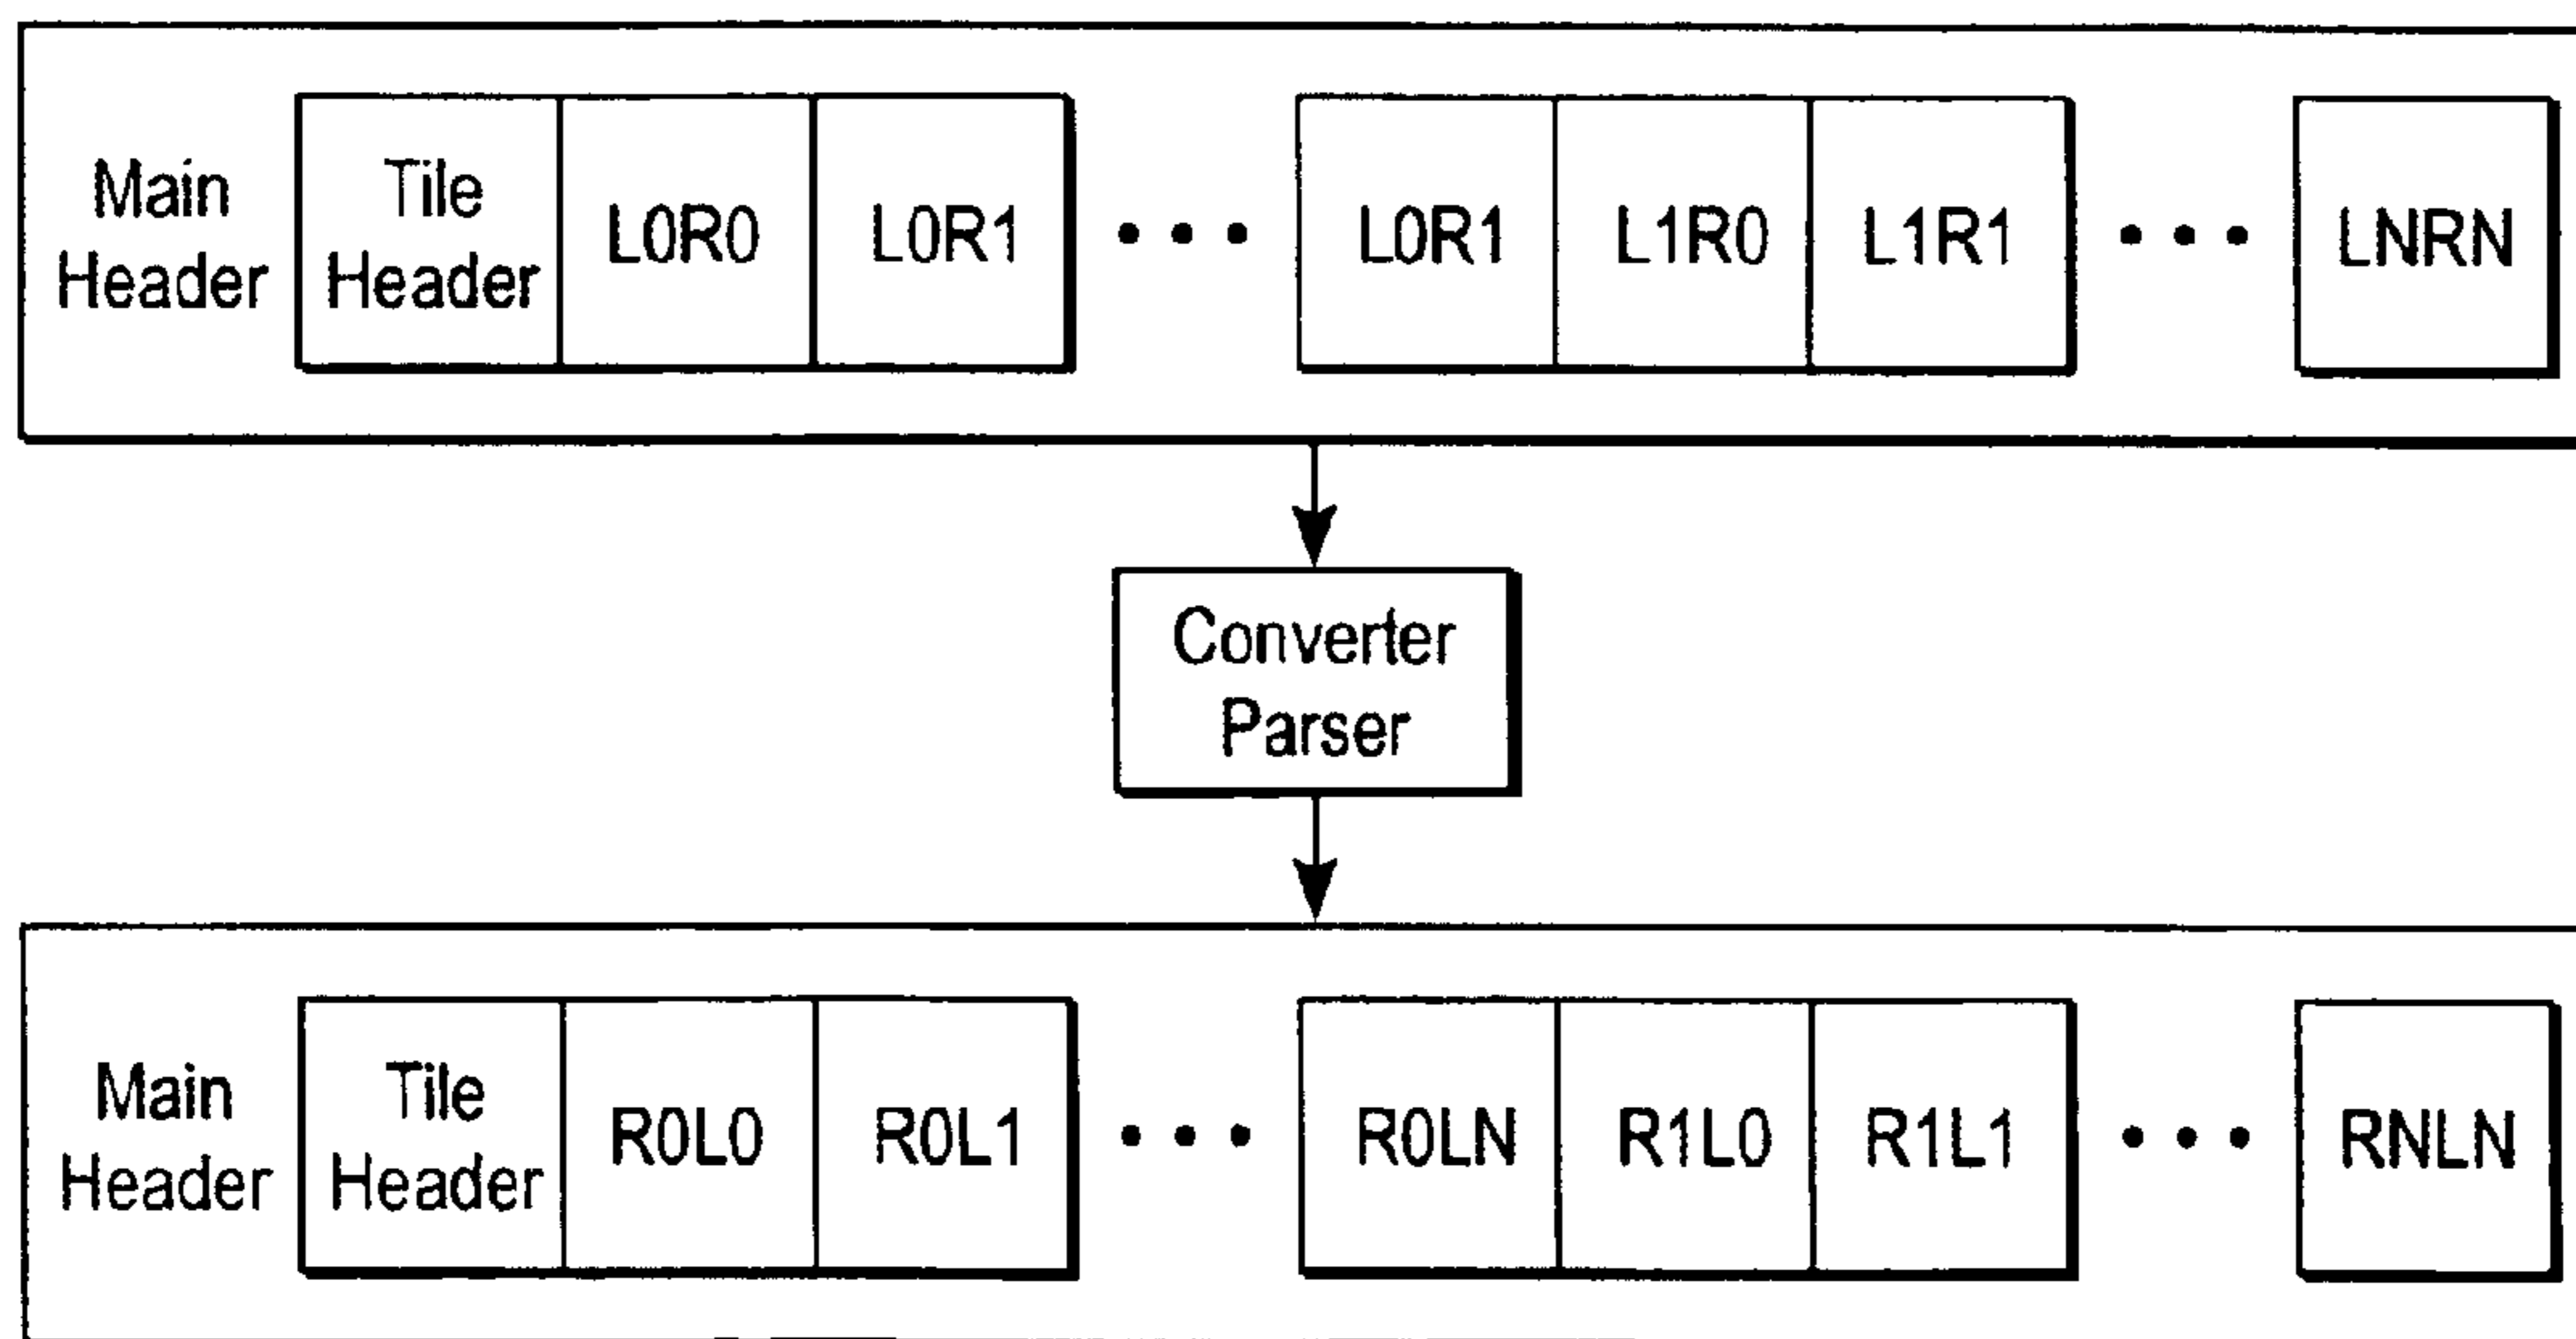 Main
Header
Tile
Header
L0R0
L0R1
• • •
L0R1
L1R0
L1R1
• • •
LNRN
Converter
Parser
Main
Header
Tile
Header
R0L0
R0L1
• • •
R0LN
R1L0
R1L1
• • •
RNLN